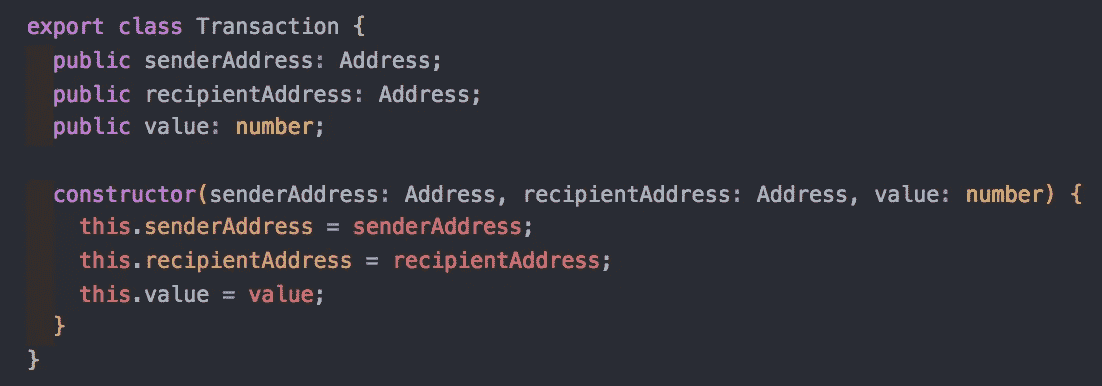 export class Transaction {
  public senderAddress: Address;
  public recipientAddress: Address;
  public value: number;

  constructor(senderAddress: Address, recipientAddress: Address, value: number) {
    this.senderAddress = senderAddress;
    this.recipientAddress = recipientAddress;
    this.value = value;
  }
}